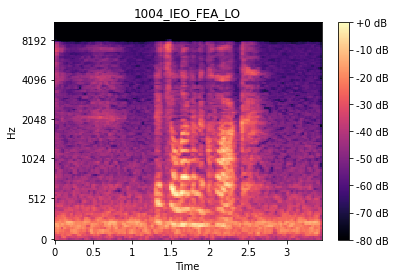 1004_IEO_FEA_LO
8192
4096
2048
1024
512
0
Hz
0 0.5 1 1.5 2 2.5 3
Time
+0 dB
-10 dB
-20 dB
-30 dB
-40 dB
-50 dB
-60 dB
-70 dB
-80 dB